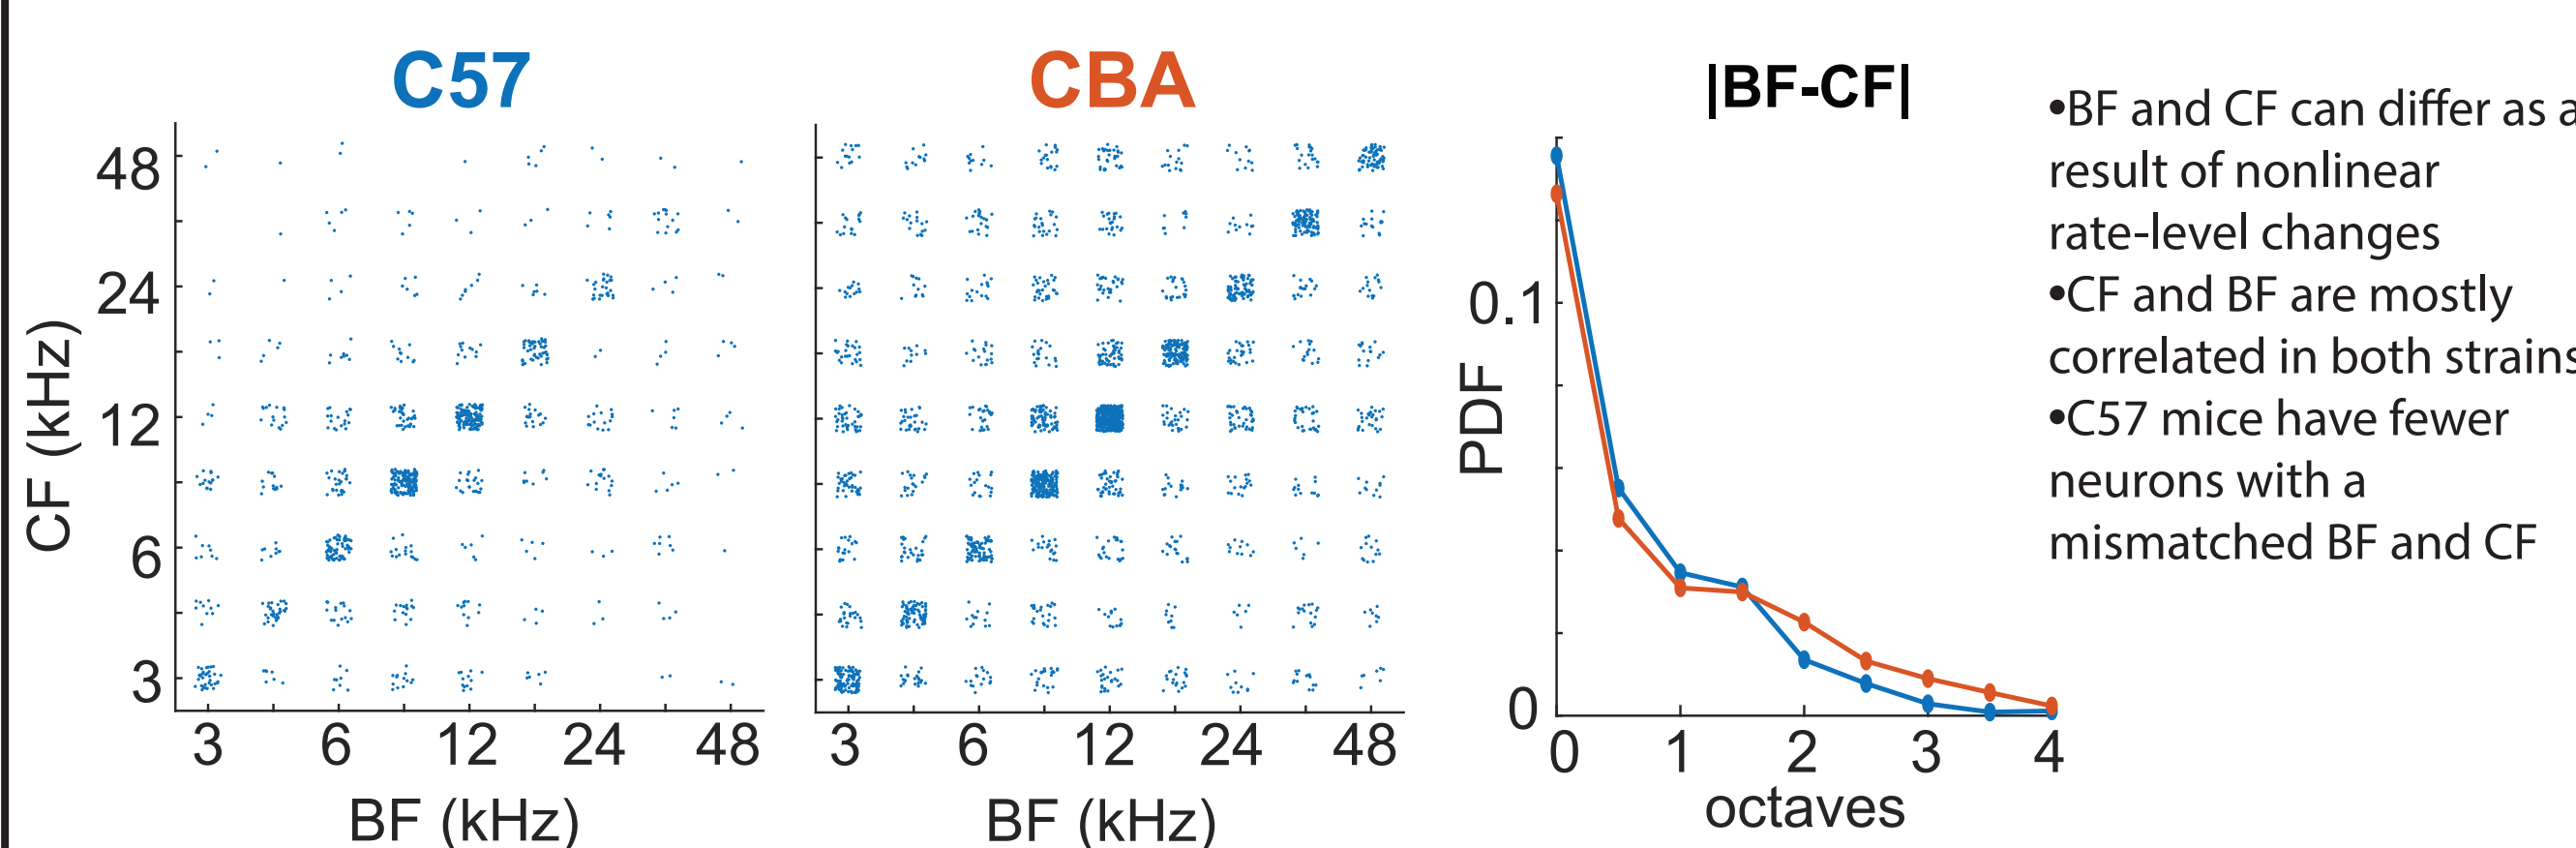 C57
CBA
|BF-CF|
48
24
12
6
3
CF (kHz)
3 6 12 24 48
BF (kHz)
3 6 12 24 48
BF (kHz)
0.1
0
PDF
0 1 2 3 4
octaves
•BF and CF can differ as a
result of nonlinear
rate-level changes
•CF and BF are mostly
correlated in both strains
•C57 mice have fewer
neurons with a
mismatched BF and CF